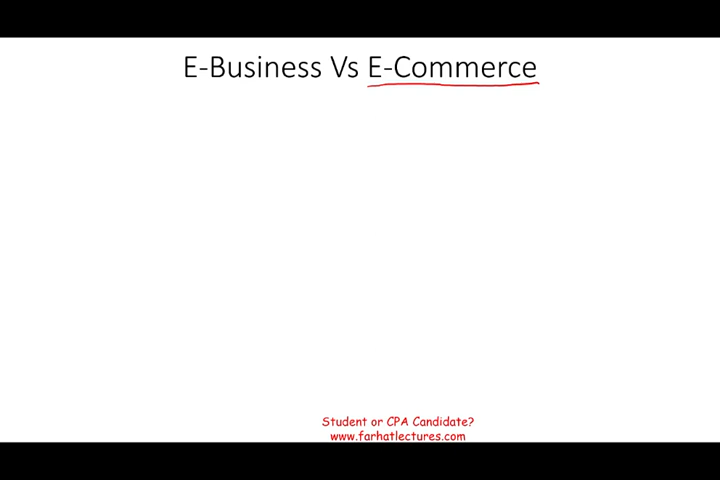 E-Business Vs E-Commerce
Student or CPA Candidate?
www.farhatlectures.com